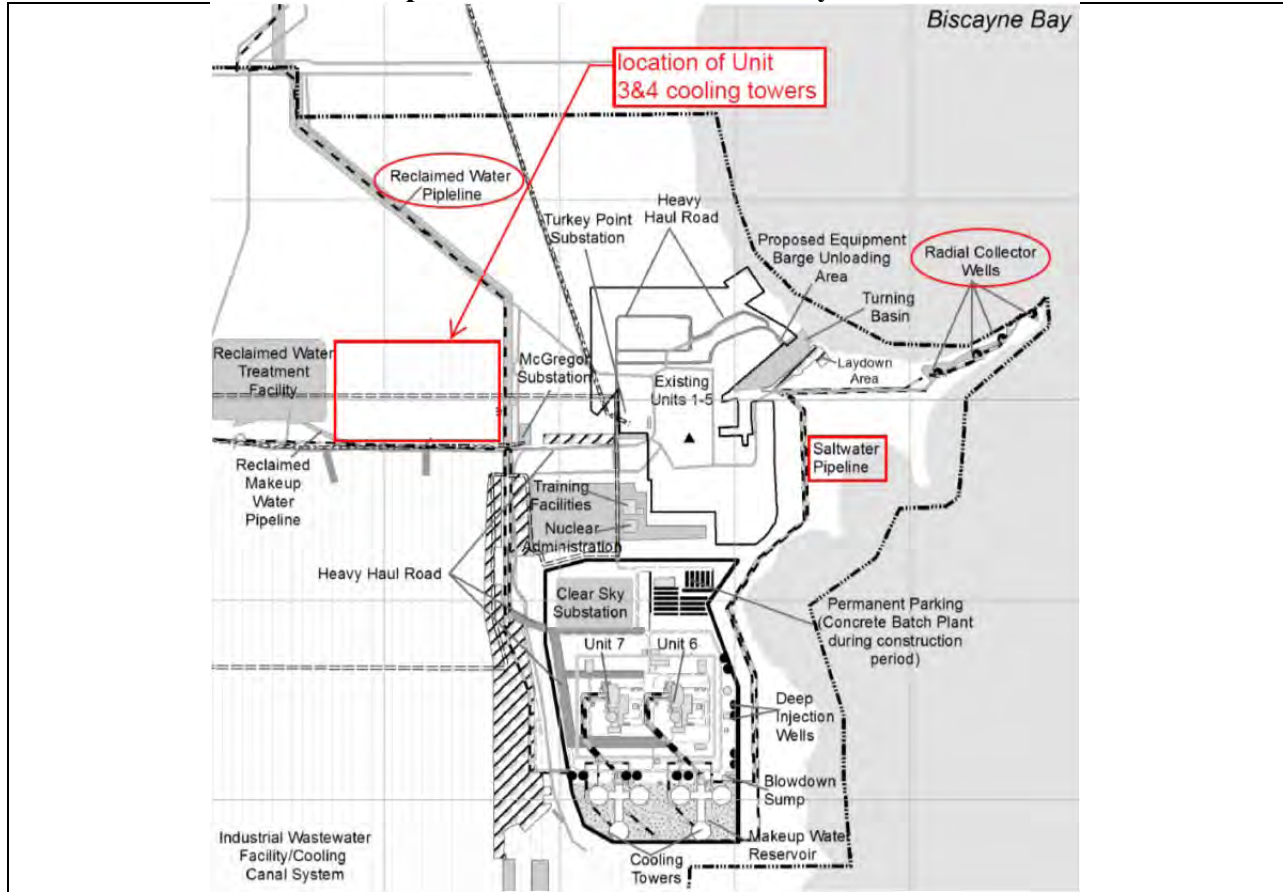 Biscayne Bay
location of Unit
3&4 cooling towers
Reclaimed Water
Pipleline
Heavy
Haul Road
Turkey Point
Substation
Proposed Equipment
Barge Unloading
Area
Radial Collector
Wells
Turning
Basin
Reclaimed Water
Treatment
Facility
McGregor
Substation
Laydown
Area
Existing
Units 1-5
Saltwater
Pipeline
Reclaimed
Makeup
Water
Pipeline
Training
Facilities
Nuclear
Administration
Heavy Haul Road
Clear Sky
Substation
Permanent Parking
(Concrete Batch Plant
during construction
period)
Unit 7
Unit 6
Deep
Injection
Wells
Blowdown
Sump
Makeup Water
Reservoir
Cooling
Towers
Industrial Wastewater
Facility/Cooling
Canal System